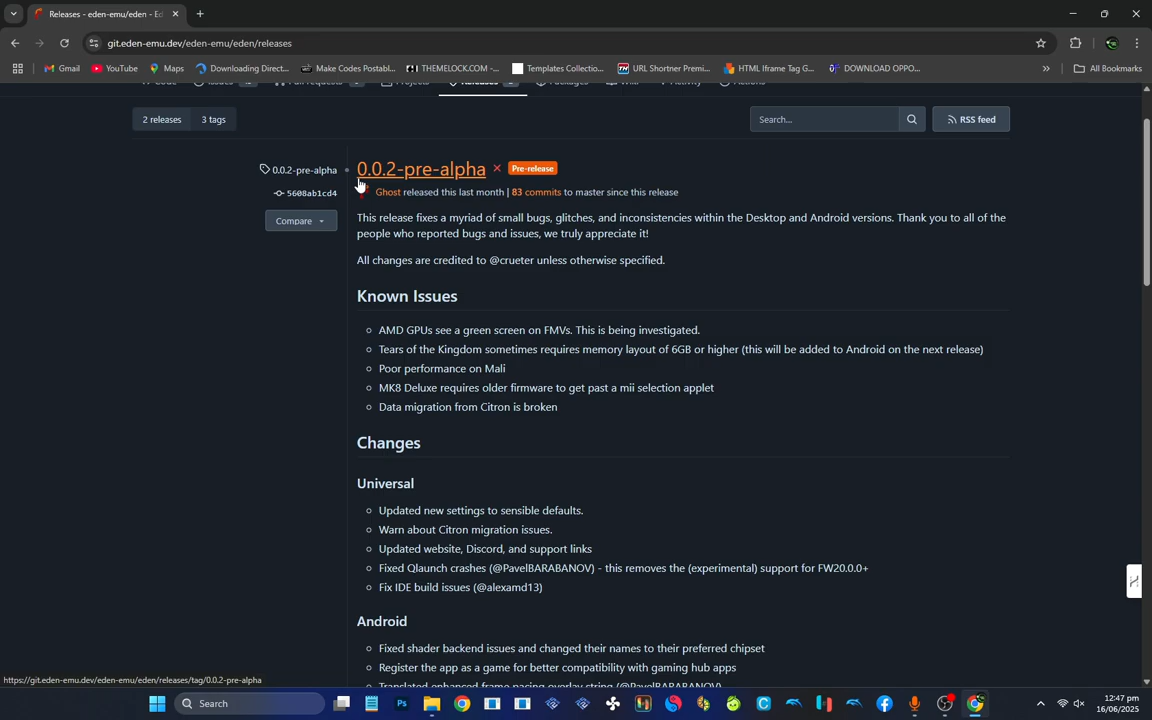 Releases - eden-emu/eden - Ed
git.eden-emu.dev/eden-emu/eden/releases
Gmail
YouTube
Maps
Downloading Direct...
Make Codes Postabl...
THEMELOCK.COM -...
Templates Collectio...
URL Shortner Premi...
HTML Iframe Tag G...
DOWNLOAD OPPO...
All Bookmarks
2 releases
3 tags
Search...
RSS feed
0.0.2-pre-alpha
5608ab1cd4
Compare
0.0.2-pre-alpha
Pre-release
Ghost released this last month | 83 commits to master since this release
This release fixes a myriad of small bugs, glitches, and inconsistencies within the Desktop and Android versions. Thank you to all of the
people who reported bugs and issues, we truly appreciate it!
All changes are credited to @crueter unless otherwise specified.
Known Issues
AMD GPUs see a green screen on FMVs. This is being investigated.
Tears of the Kingdom sometimes requires memory layout of 6GB or higher (this will be added to Android on the next release)
Poor performance on Mali
MK8 Deluxe requires older firmware to get past a mii selection applet
Data migration from Citron is broken
Changes
Universal
Updated new settings to sensible defaults.
Warn about Citron migration issues.
Updated website, Discord, and support links
Fixed Qlaunch crashes (@PavelBARABANOV) - this removes the (experimental) support for FW20.0.0+
Fix IDE build issues (@alexamd13)
Android
Fixed shader backend issues and changed their names to their preferred chipset
Register the app as a game for better compatibility with gaming hub apps
Translated enhanced frame pacing overlay string (@PavelBARABANOV)
https://git.eden-emu.dev/eden-emu/eden/releases/tag/0.0.2-pre-alpha
Search
12:47 pm
16/06/2025